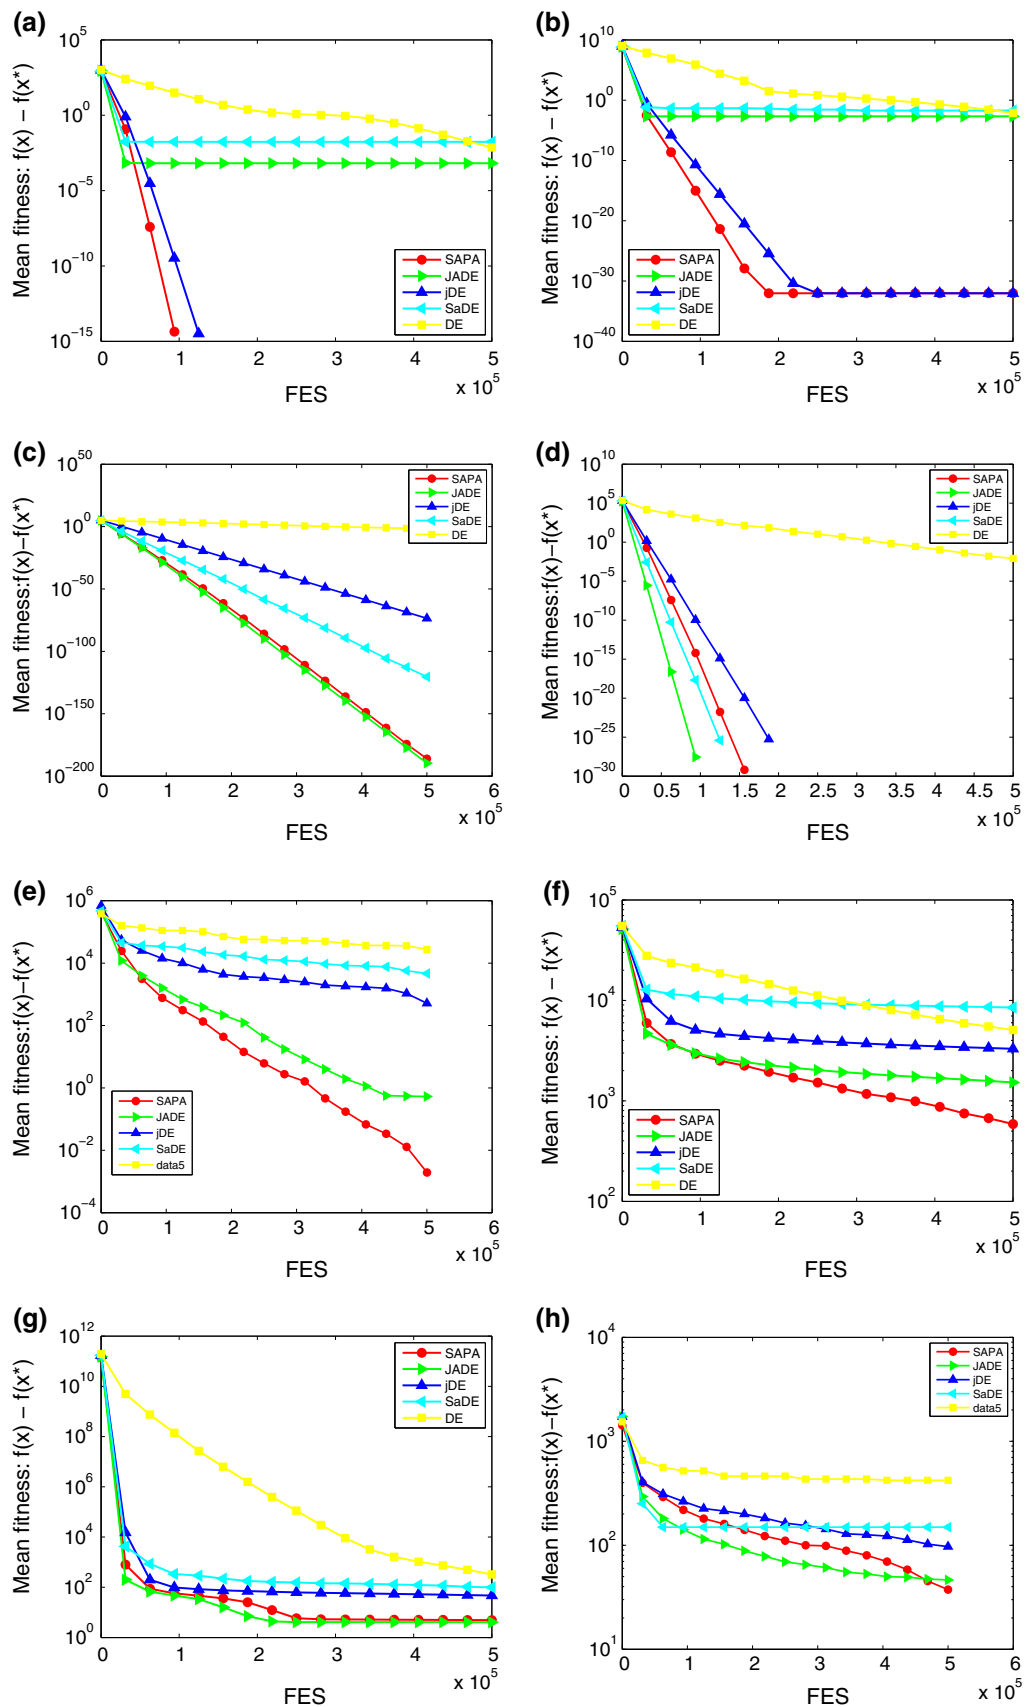 (a)
Mean fitness: f(x) − f(x*)
10^5
10^0
10^−5
10^−10
10^−15
0 1 2 3 4 5
x 10^5
FES
SAPA
JADE
jDE
SaDE
DE
(b)
Mean fitness: f(x) − f(x*)
10^10
10^0
10^−10
10^−20
10^−30
10^−40
0 1 2 3 4 5
x 10^5
FES
SAPA
JADE
jDE
SaDE
DE
(c)
Mean fitness:f(x)−f(x*)
10^50
10^0
10^−50
10^−100
10^−150
10^−200
0 1 2 3 4 5 6
x 10^5
FES
SAPA
JADE
jDE
SaDE
DE
(d)
Mean fitness:f(x)−f(x*)
10^10
10^5
10^0
10^−5
10^−10
10^−15
10^−20
10^−25
10^−30
0 0.5 1 1.5 2 2.5 3 3.5 4 4.5 5
x 10^5
FES
SAPA
JADE
jDE
SaDE
DE
(e)
Mean fitness:f(x)−f(x*)
10^6
10^4
10^2
10^0
10^−2
10^−4
0 1 2 3 4 5 6
x 10^5
FES
SAPA
JADE
jDE
SaDE
data5
(f)
Mean fitness: f(x) − f(x*)
10^5
10^4
10^3
10^2
0 1 2 3 4 5
x 10^5
FES
SAPA
JADE
jDE
SaDE
DE
(g)
Mean fitness: f(x) − f(x*)
10^12
10^10
10^8
10^6
10^4
10^2
10^0
0 1 2 3 4 5
x 10^5
FES
SAPA
JADE
jDE
SaDE
DE
(h)
Mean fitness:f(x)−f(x*)
10^4
10^3
10^2
10^1
0 1 2 3 4 5 6
x 10^5
FES
SAPA
JADE
jDE
SaDE
data5